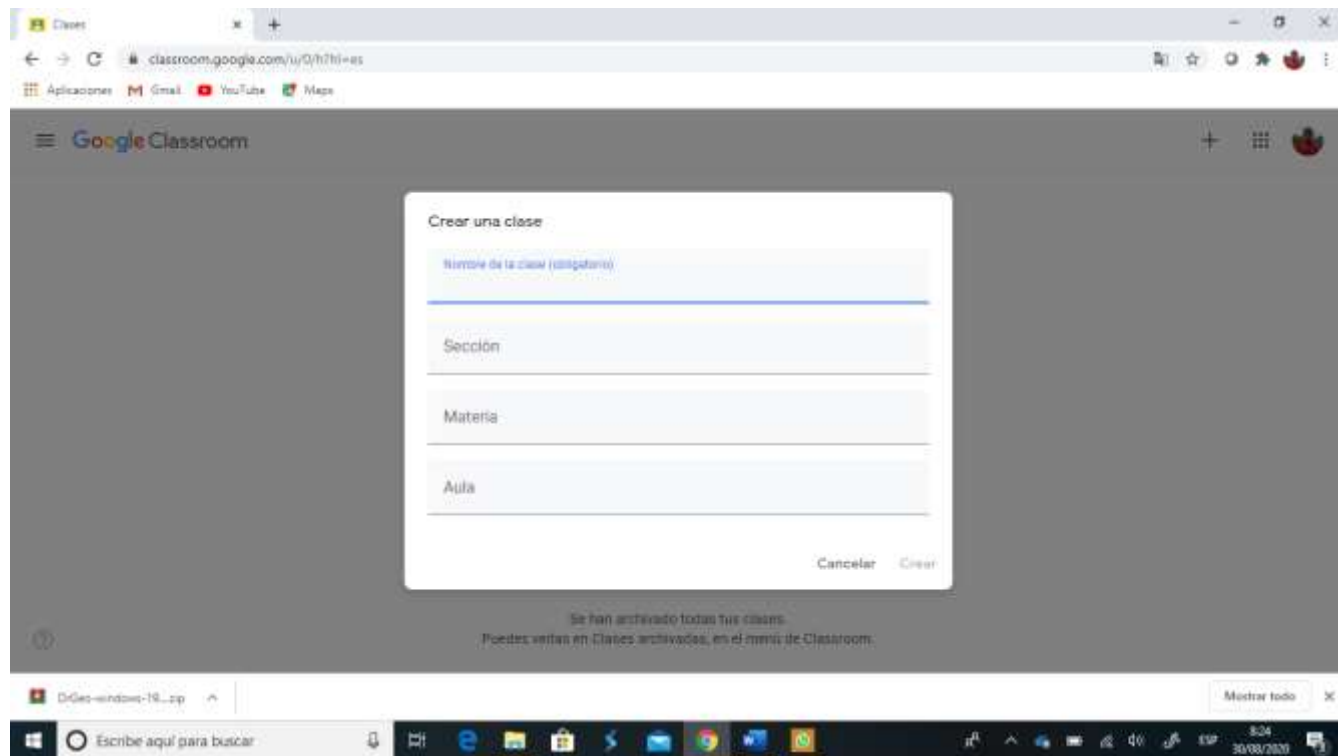 Clases
classroom.google.com/u/0/h?hl=es
Aplicaciones Gmail YouTube Maps
Google Classroom
Crear una clase
Nombre de la clase (obligatorio)
Sección
Materia
Aula
Cancelar Crear
Se han archivado todas tus clases.
Puedes verlas en Clases archivadas, en el menú de Classroom.
Mostrar todo
Escribe aquí para buscar
ESP
8:24
30/08/2020